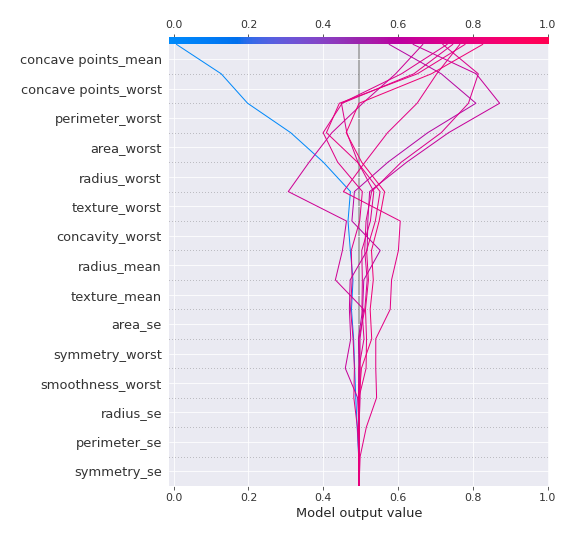 0.0 0.2 0.4 0.6 0.8 1.0
concave points_mean
concave points_worst
perimeter_worst
area_worst
radius_worst
texture_worst
concavity_worst
radius_mean
texture_mean
area_se
symmetry_worst
smoothness_worst
radius_se
perimeter_se
symmetry_se
0.0 0.2 0.4 0.6 0.8 1.0
Model output value